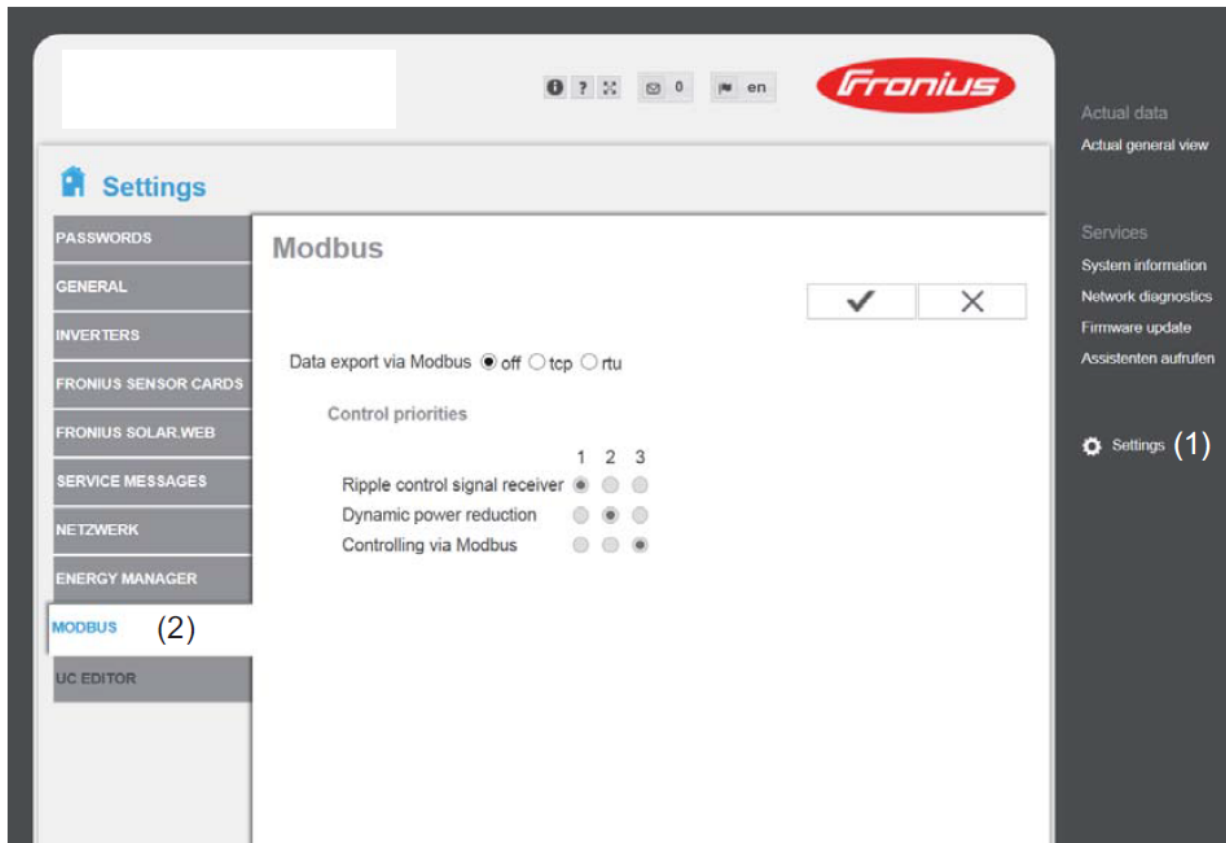 0 en Fronius
Actual data
Actual general view
Settings
PASSWORDS
GENERAL
INVERTERS
FRONIUS SENSOR CARDS
FRONIUS SOLAR.WEB
SERVICE MESSAGES
NETZWERK
ENERGY MANAGER
MODBUS (2)
UC EDITOR
Modbus
Data export via Modbus off tcp rtu
Control priorities
1 2 3
Ripple control signal receiver
Dynamic power reduction
Controlling via Modbus
Services
System information
Network diagnostics
Firmware update
Assistenten aufrufen
Settings (1)